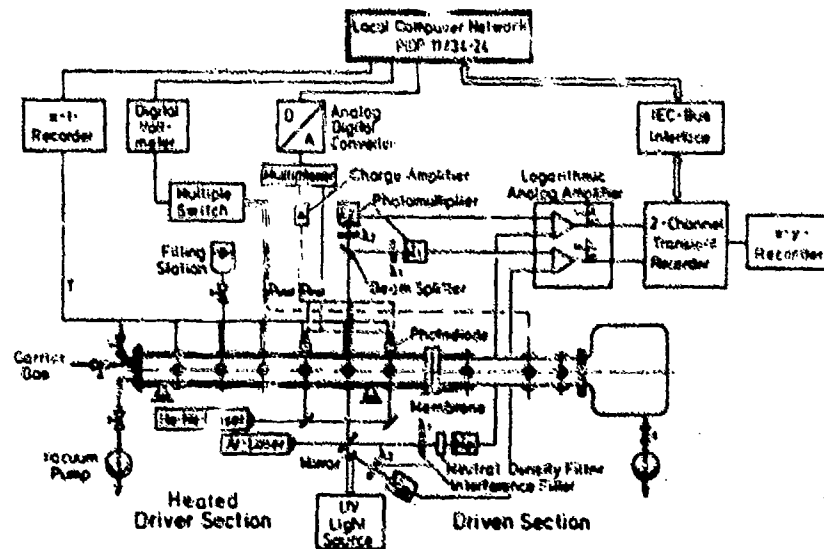 Local Computer Network
PDP 11/34-24
x-t-
Recorder
Digital
Volt-
meter
D
A
Analog
Digital
Converter
IEC-Bus
Interface
Multiplexer
Charge Amplifier
Multiple
Switch
Photomultiplier
Logarithmic
Analog Amplifier
2-Channel
Transient
Recorder
x-y-
Recorder
Filling
Station
Beam Splitter
T
Photodiode
Carrier
Gas
Membrane
He-Ne-Laser
Ar-Laser
Mirror
Vacuum
Pump
Neutral Density Filter
Interference Filter
Heated
Driver Section
UV
Light
Source
Driven Section